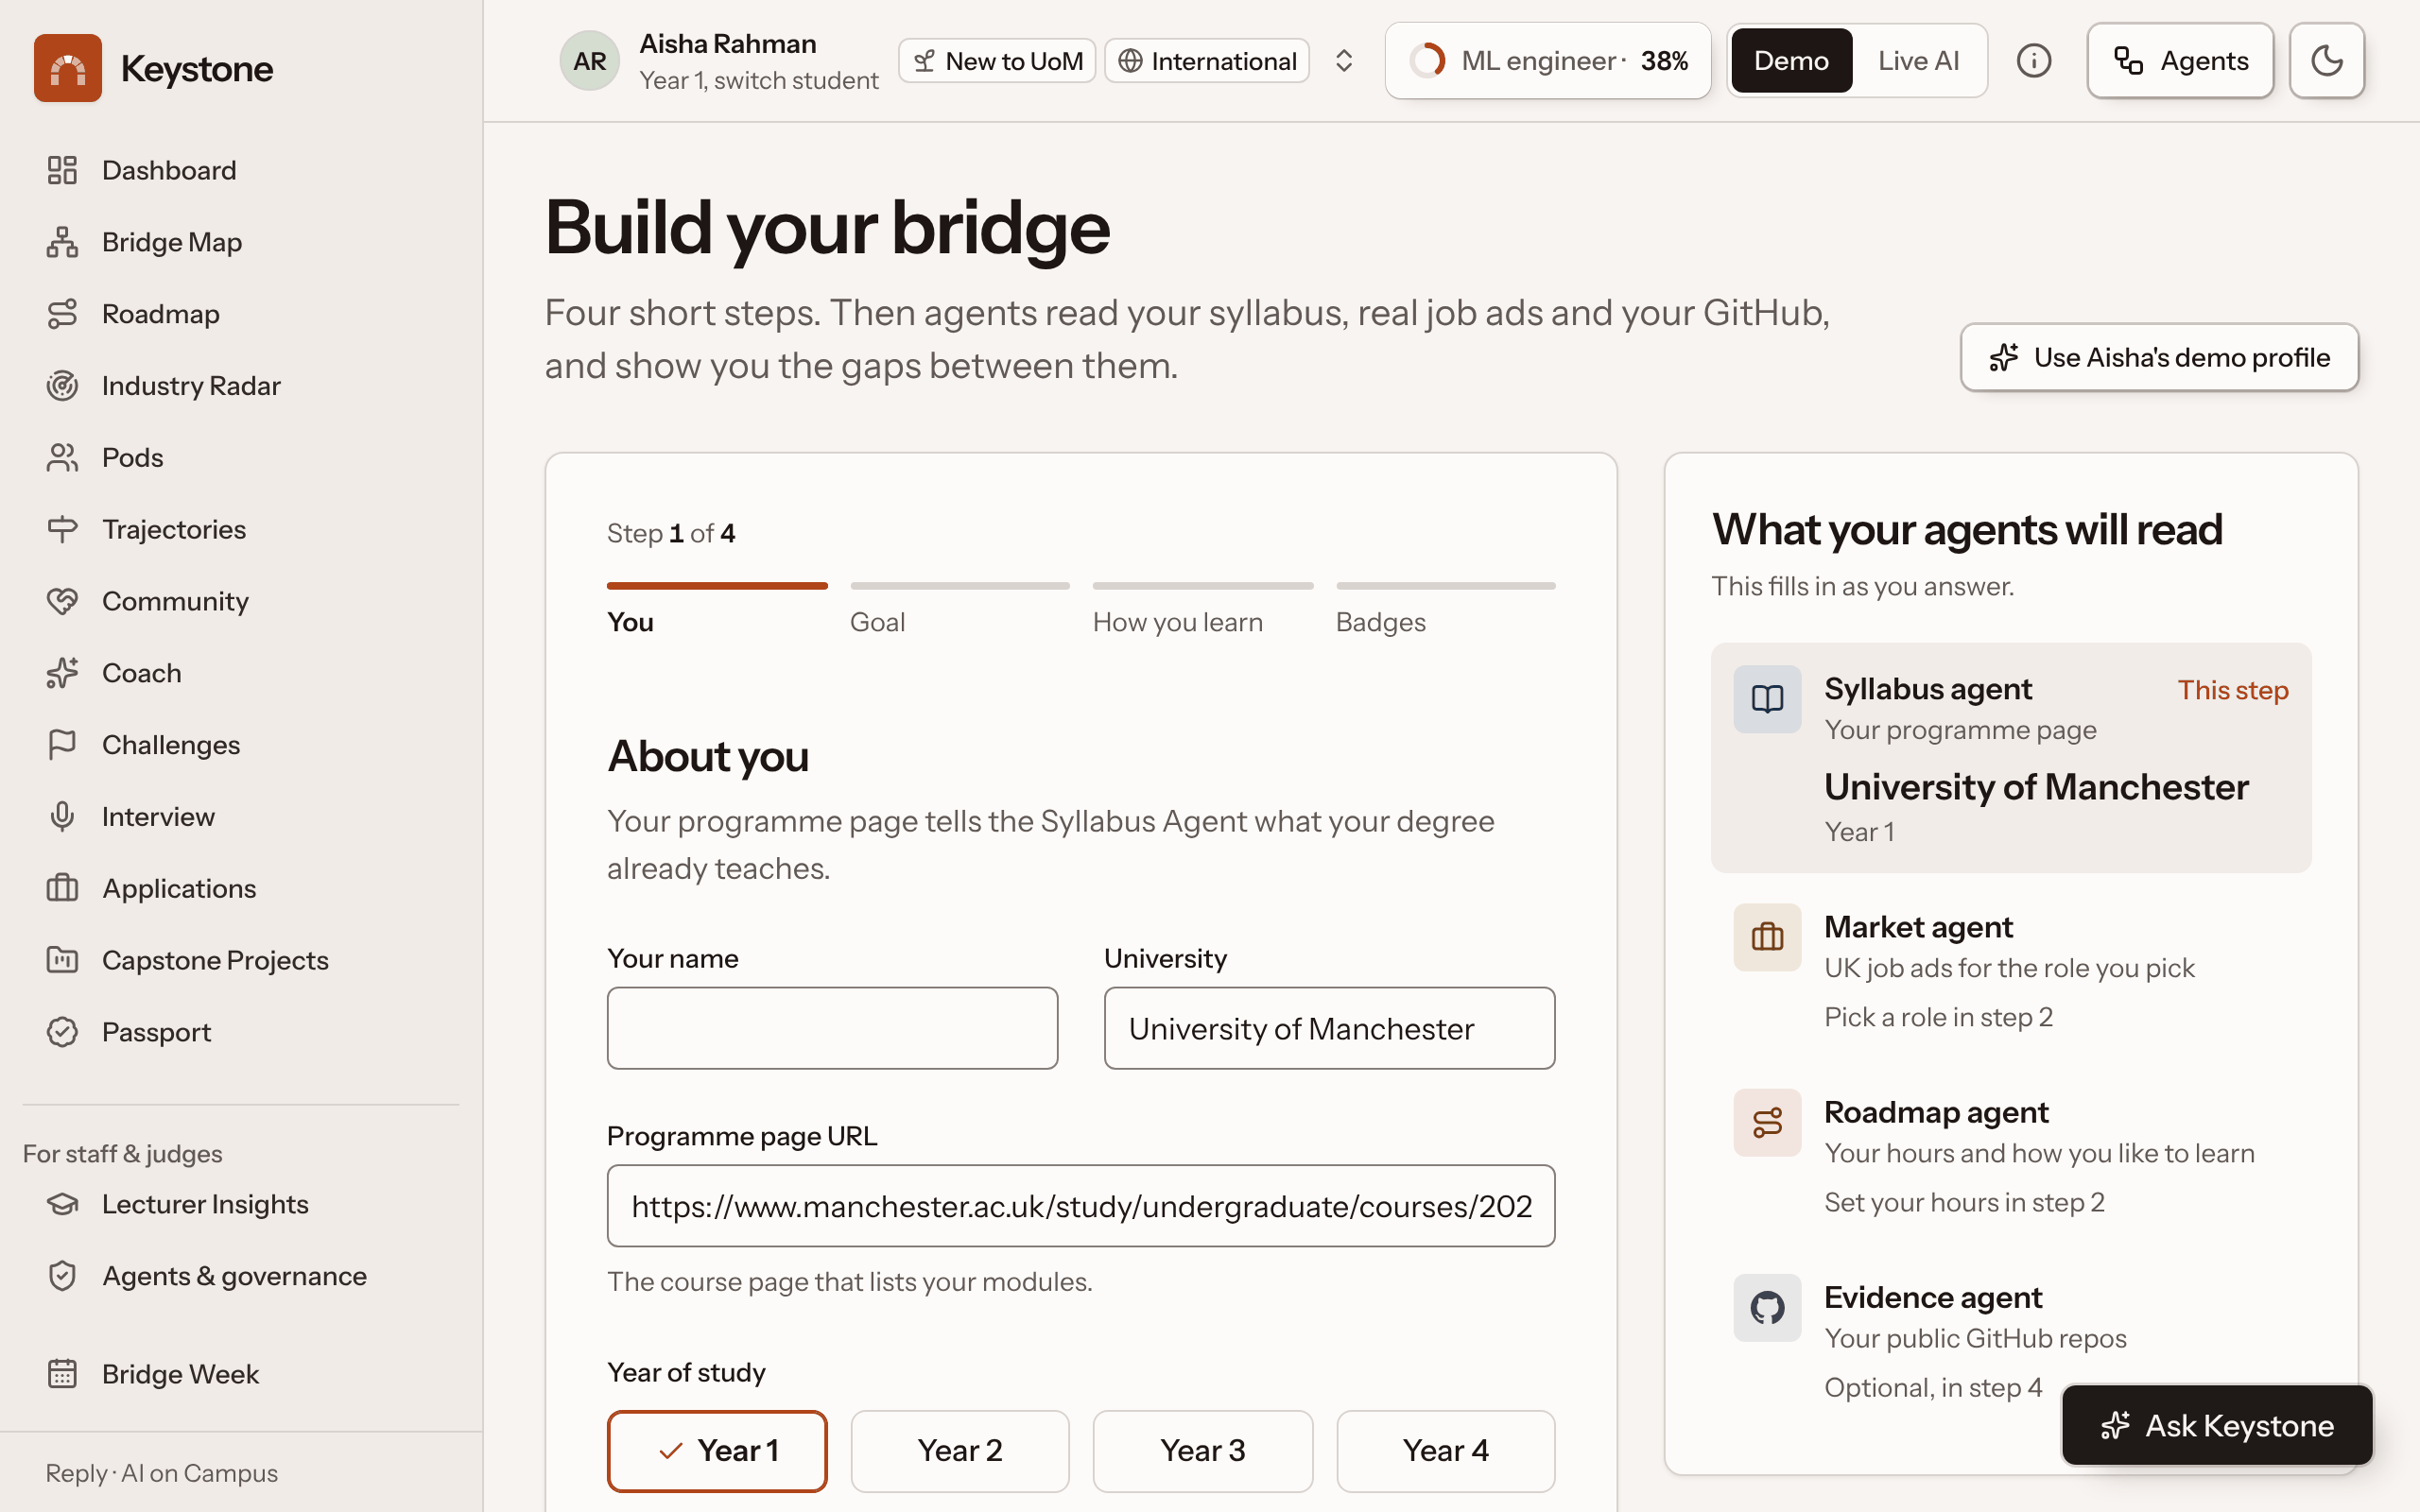 Keystone
Dashboard
Bridge Map
Roadmap
Industry Radar
Pods
Trajectories
Community
Coach
Challenges
Interview
Applications
Capstone Projects
Passport
For staff & judges
Lecturer Insights
Agents & governance
Bridge Week
Reply · AI on Campus
AR
Aisha Rahman
Year 1, switch student
New to UoM
International
ML engineer · 38%
Demo
Live AI
Agents
Build your bridge
Four short steps. Then agents read your syllabus, real job ads and your GitHub,
and show you the gaps between them.
Use Aisha's demo profile
Step 1 of 4
You
Goal
How you learn
Badges
About you
Your programme page tells the Syllabus Agent what your degree
already teaches.
Your name
University
University of Manchester
Programme page URL
https://www.manchester.ac.uk/study/undergraduate/courses/202
The course page that lists your modules.
Year of study
Year 1
Year 2
Year 3
Year 4
What your agents will read
This fills in as you answer.
Syllabus agent
This step
Your programme page
University of Manchester
Year 1
Market agent
UK job ads for the role you pick
Pick a role in step 2
Roadmap agent
Your hours and how you like to learn
Set your hours in step 2
Evidence agent
Your public GitHub repos
Optional, in step 4
Ask Keystone